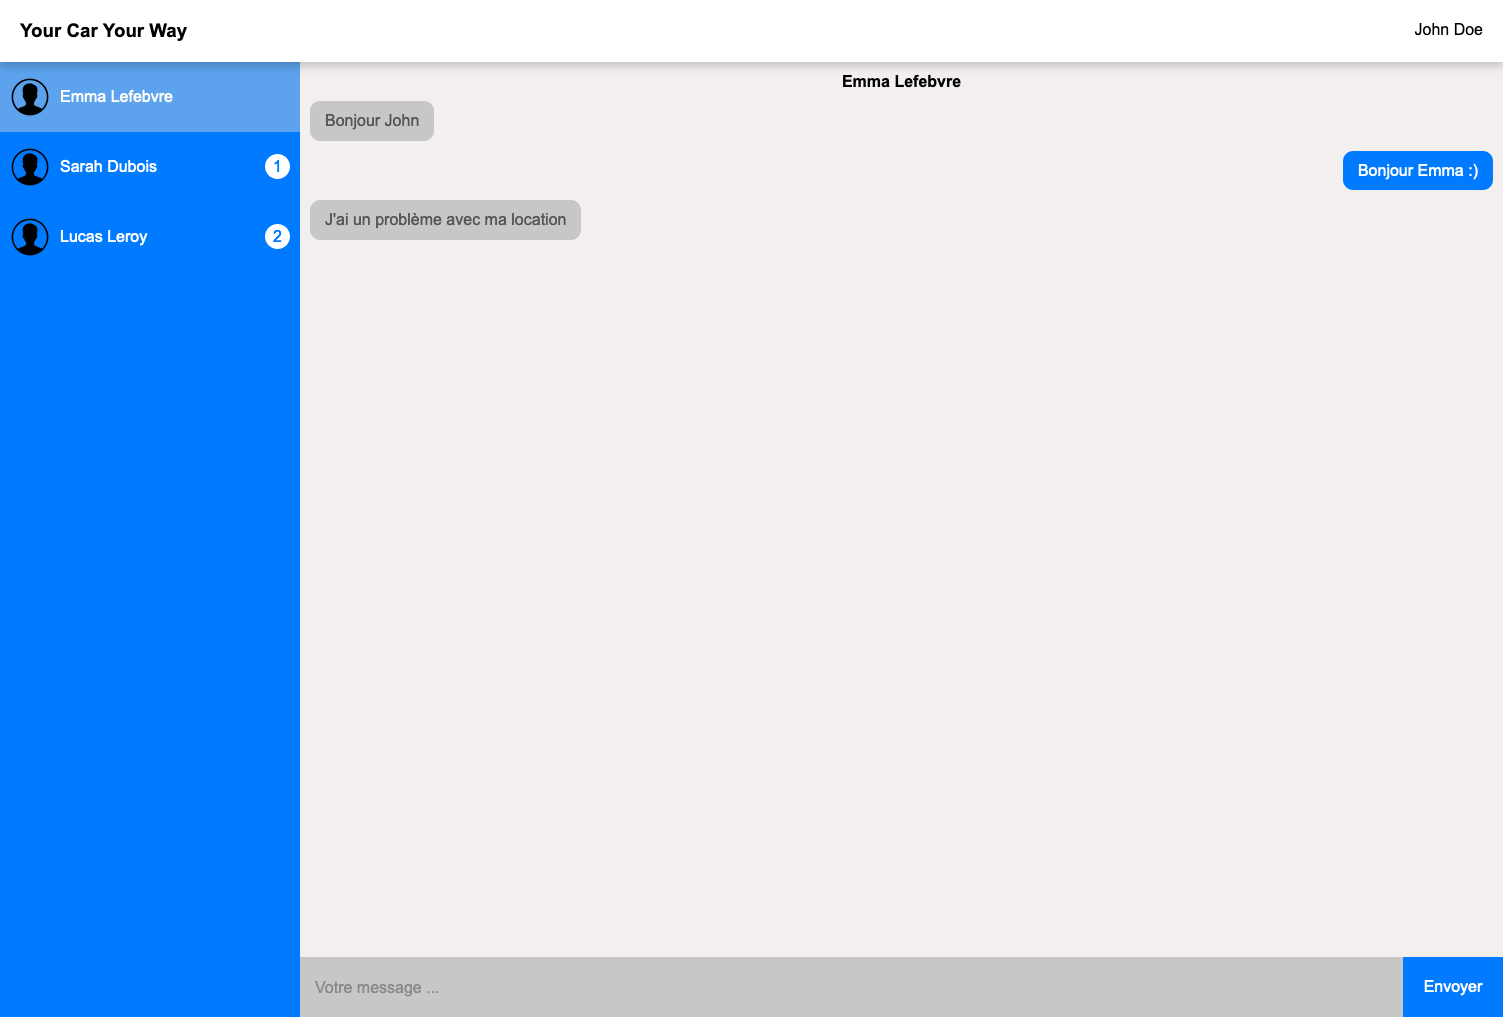 Your Car Your Way
John Doe
Emma Lefebvre
Sarah Dubois
1
Lucas Leroy
2
Emma Lefebvre
Bonjour John
Bonjour Emma :)
J'ai un problème avec ma location
Votre message ...
Envoyer